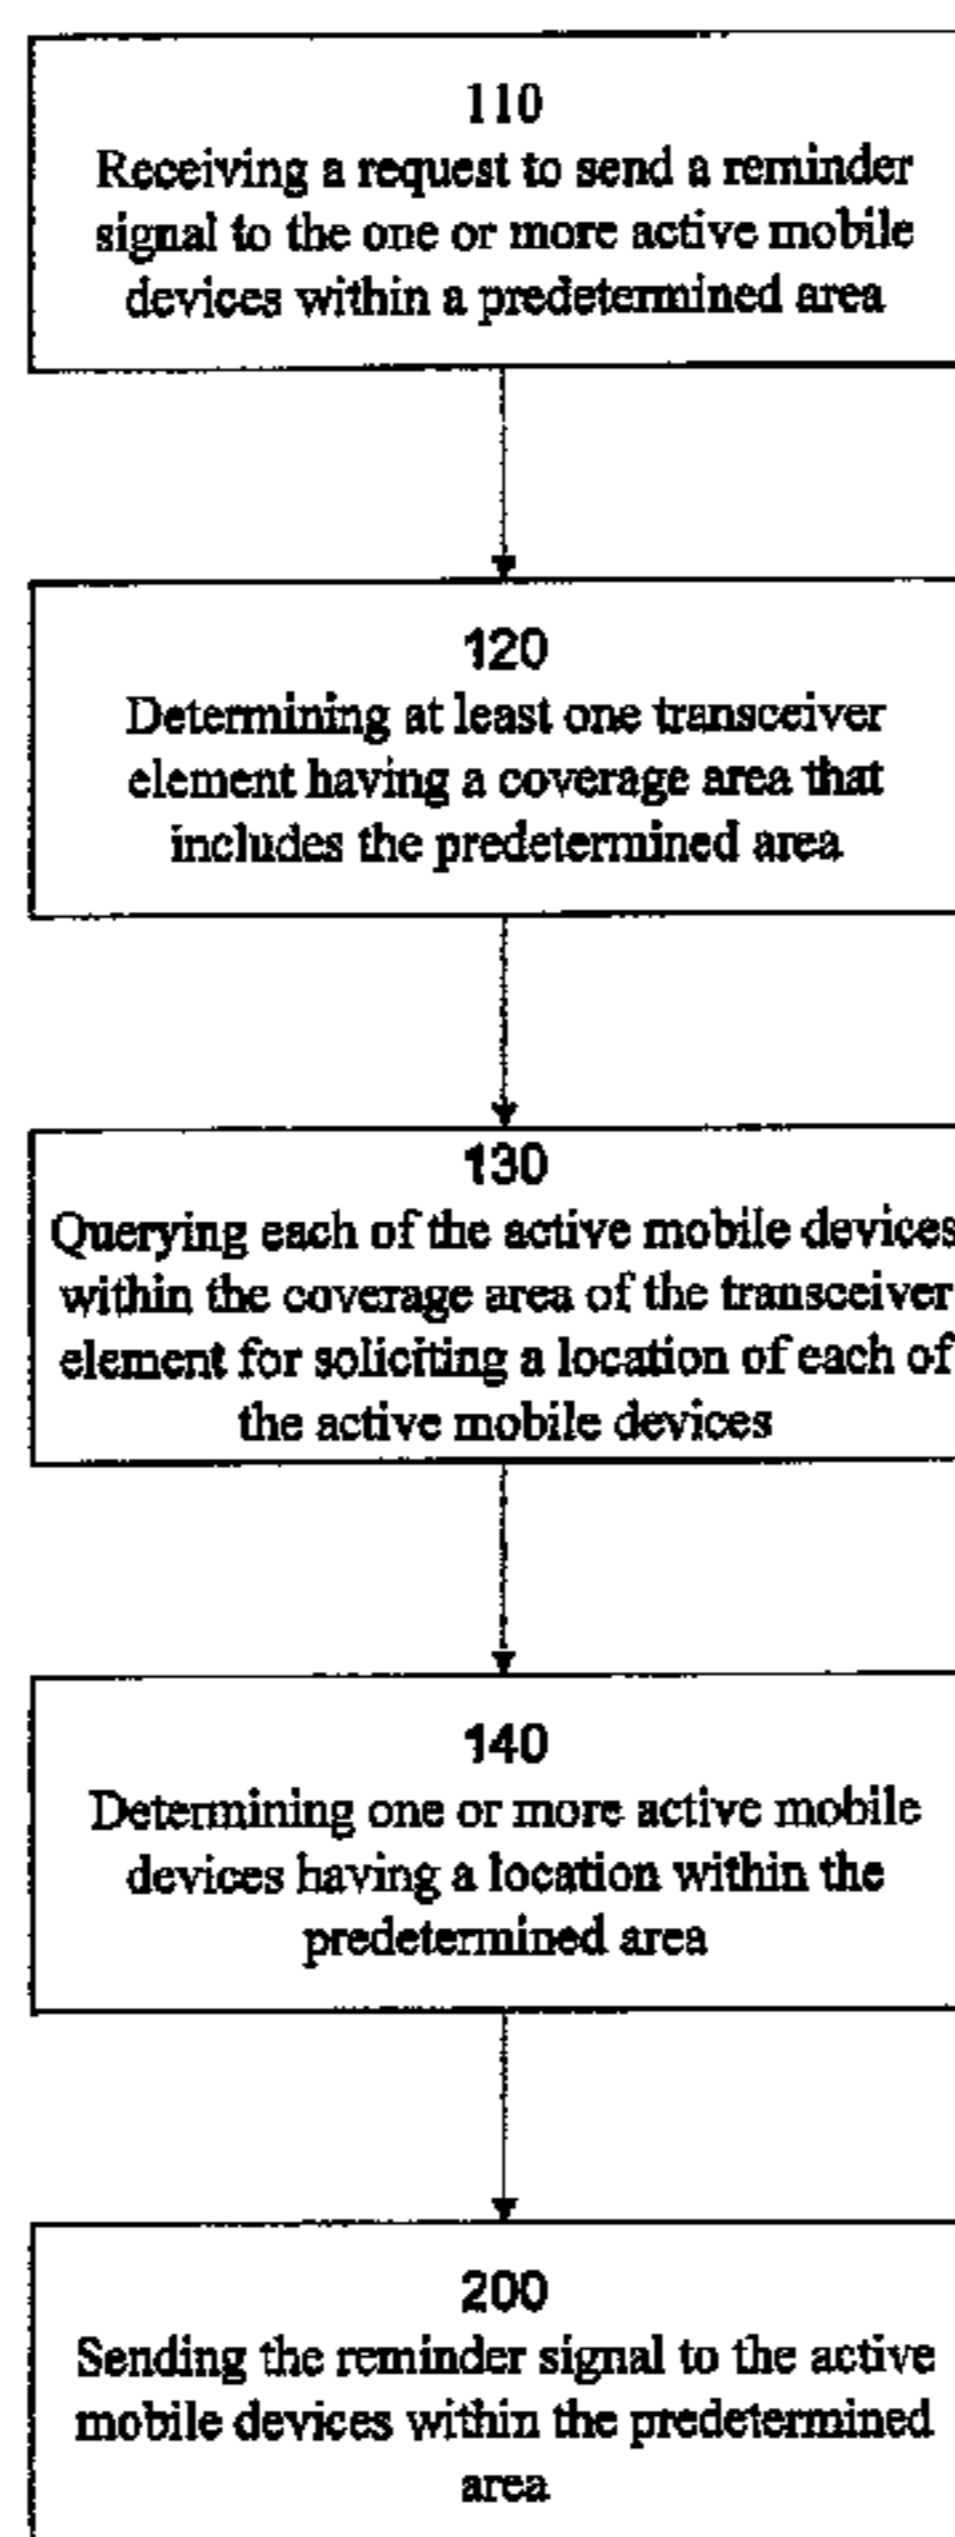 110
Receiving a request to send a reminder
signal to the one or more active mobile
devices within a predetermined area
120
Determining at least one transceiver
element having a coverage area that
includes the predetermined area
130
Querying each of the active mobile devices
within the coverage area of the transceiver
element for soliciting a location of each of
the active mobile devices
140
Determining one or more active mobile
devices having a location within the
predetermined area
200
Sending the reminder signal to the active
mobile devices within the predetermined
area